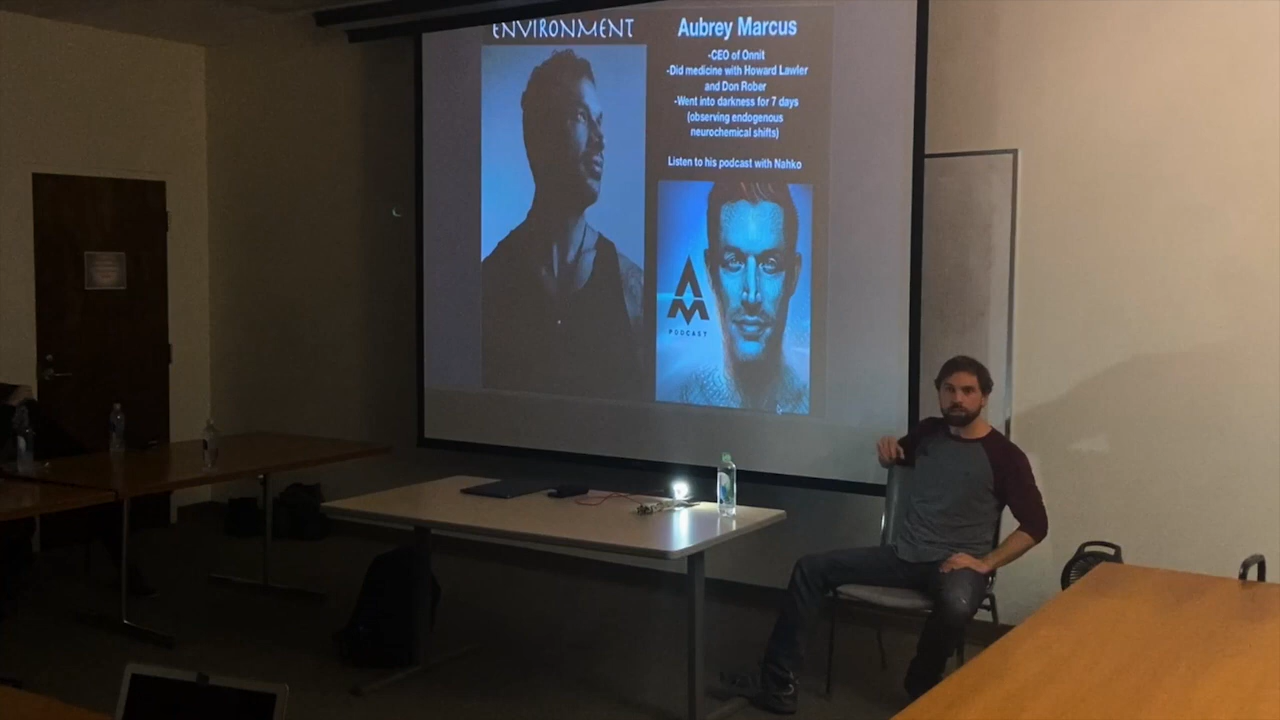 ENVIRONMENT
Aubrey Marcus
-CEO of Onnit
-Did medicine with Howard Lawler
and Don Rober
-Went into darkness for 7 days
(observing endogenous
neurochemical shifts)
Listen to his podcast with Nahko
AM
PODCAST